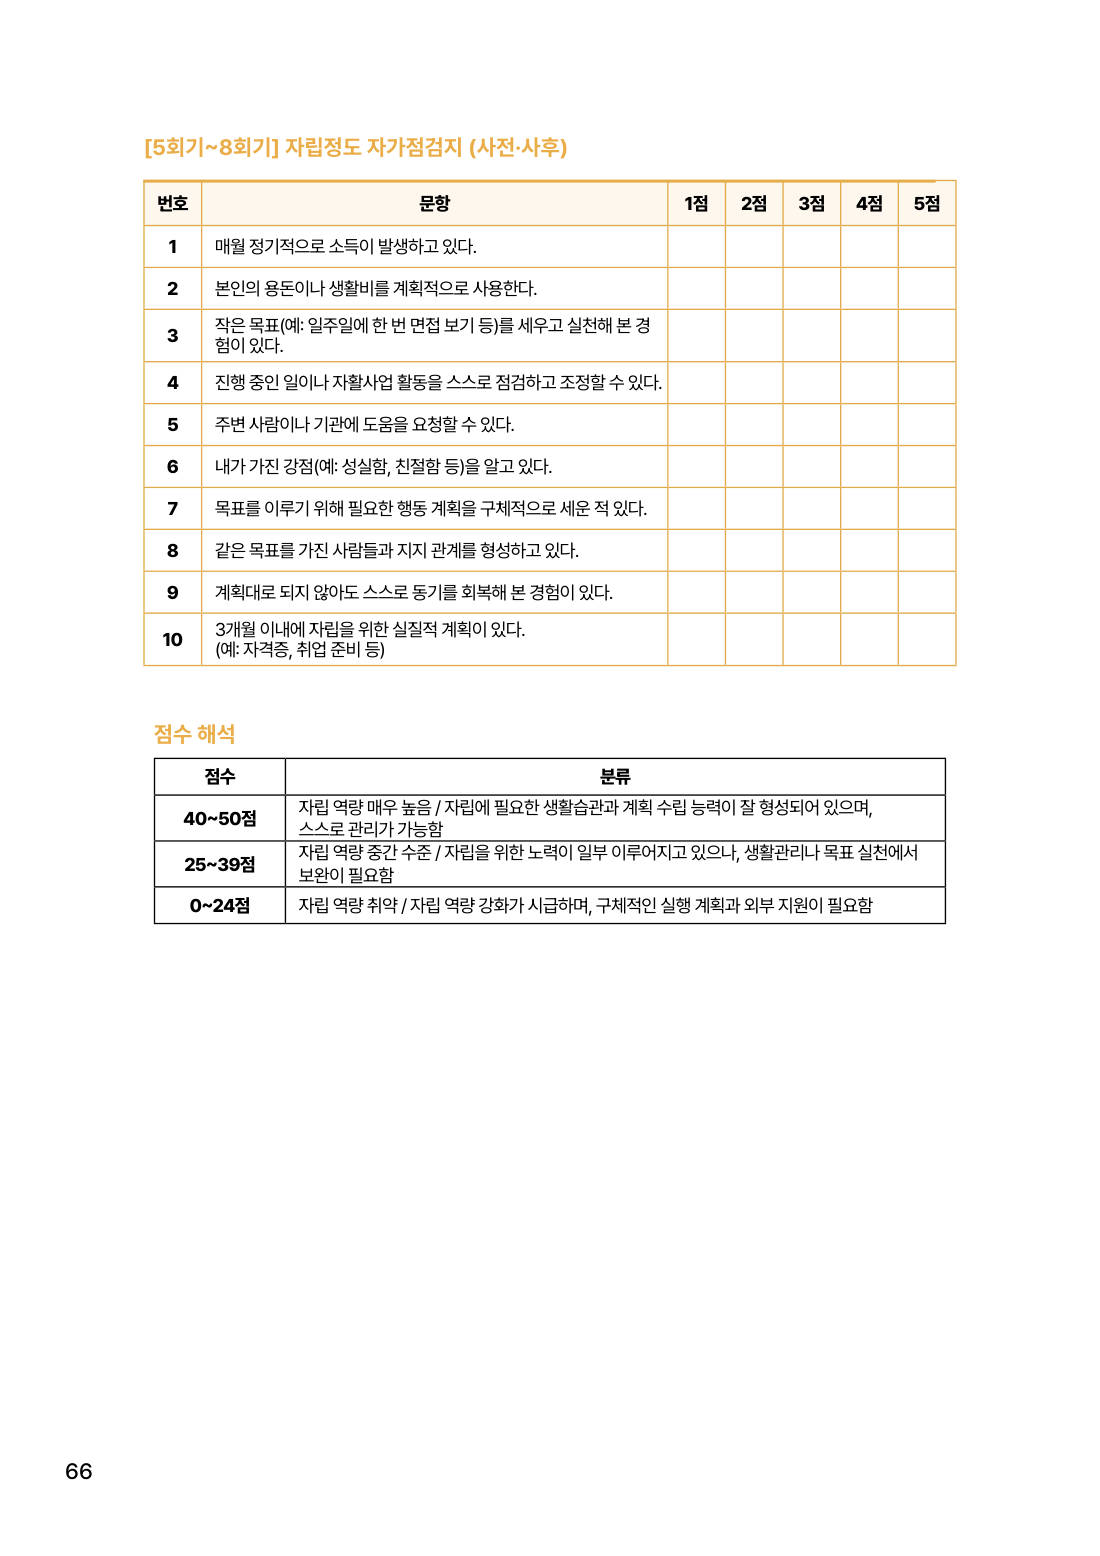 [5회기~8회기] 자립정도 자가점검지 (사전·사후)
번호 문항 1점 2점 3점 4점 5점
1 매월 정기적으로 소득이 발생하고 있다.
2 본인의 용돈이나 생활비를 계획적으로 사용한다.
3 작은 목표(예: 일주일에 한 번 면접 보기 등)를 세우고 실천해 본 경
험이 있다.
4 진행 중인 일이나 자활사업 활동을 스스로 점검하고 조정할 수 있다.
5 주변 사람이나 기관에 도움을 요청할 수 있다.
6 내가 가진 강점(예: 성실함, 친절함 등)을 알고 있다.
7 목표를 이루기 위해 필요한 행동 계획을 구체적으로 세운 적 있다.
8 같은 목표를 가진 사람들과 지지 관계를 형성하고 있다.
9 계획대로 되지 않아도 스스로 동기를 회복해 본 경험이 있다.
10 3개월 이내에 자립을 위한 실질적 계획이 있다.
(예: 자격증, 취업 준비 등)
점수 해석
점수 분류
40~50점 자립 역량 매우 높음 / 자립에 필요한 생활습관과 계획 수립 능력이 잘 형성되어 있으며,
스스로 관리가 가능함
25~39점 자립 역량 중간 수준 / 자립을 위한 노력이 일부 이루어지고 있으나, 생활관리나 목표 실천에서
보완이 필요함
0~24점 자립 역량 취약 / 자립 역량 강화가 시급하며, 구체적인 실행 계획과 외부 지원이 필요함
66